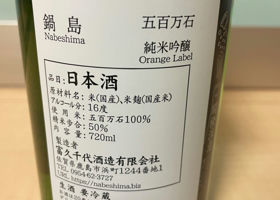 鍋島
Nabeshima
五百万石
純米吟醸
Orange Label
品目:日本酒
原材料名:米(国産)、米麹(国産米)
アルコール分:16度
使用米:五百万石100%
精米歩合:50%
内容量:720ml
製造者:
富久千代酒造有限会社
佐賀県鹿島市浜町1244番地1
TEL 0954-62-3727
URL https://nabeshima.biz
生酒 要冷蔵